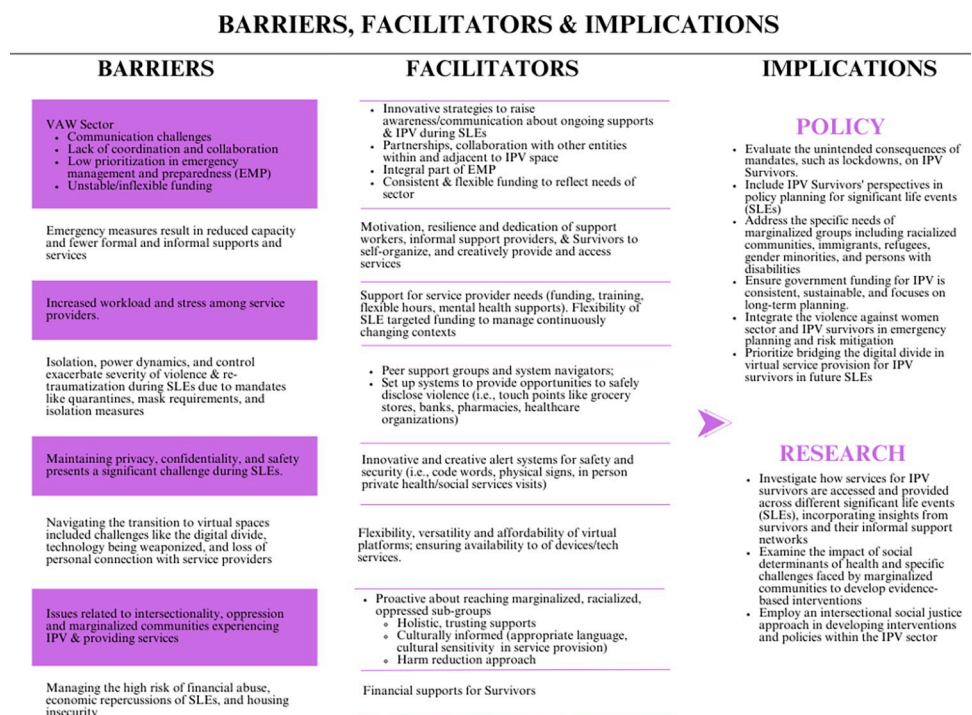 BARRIERS, FACILITATORS & IMPLICATIONS
BARRIERS
VAW Sector
• Communication challenges
• Lack of coordination and collaboration
• Low prioritization in emergency
management and preparedness (EMP)
• Unstable/inflexible funding
Emergency measures result in reduced capacity
and fewer formal and informal supports and
services
Increased workload and stress among service
providers.
Isolation, power dynamics, and control
exacerbate severity of violence & re-
traumatization during SLEs due to mandates
like quarantines, mask requirements, and
isolation measures
Maintaining privacy, confidentiality, and safety
presents a significant challenge during SLEs.
Navigating the transition to virtual spaces
included challenges like the digital divide,
technology being weaponized, and loss of
personal connection with service providers
Issues related to intersectionality, oppression
and marginalized communities experiencing
IPV & providing services
Managing the high risk of financial abuse,
economic repercussions of SLEs, and housing
insecurity
FACILITATORS
• Innovative strategies to raise
awareness/communication about ongoing supports
& IPV during SLEs
• Partnerships, collaboration with other entities
within and adjacent to IPV space
• Integral part of EMP
• Consistent & flexible funding to reflect needs of
sector
Motivation, resilience and dedication of support
workers, informal support providers, & Survivors to
self-organize, and creatively provide and access
services
Support for service provider needs (funding, training,
flexible hours, mental health supports). Flexibility of
SLE targeted funding to manage continuously
changing contexts
• Peer support groups and system navigators;
• Set up systems to provide opportunities to safely
disclose violence (i.e., touch points like grocery
stores, banks, pharmacies, healthcare
organizations)
Innovative and creative alert systems for safety and
security (i.e., code words, physical signs, in person
private health/social services visits)
Flexibility, versatility and affordability of virtual
platforms; ensuring availability to of devices/tech
services.
• Proactive about reaching marginalized, racialized,
oppressed sub-groups
◦ Holistic, trusting supports
◦ Culturally informed (appropriate language,
cultural sensitivity in service provision)
◦ Harm reduction approach
Financial supports for Survivors
IMPLICATIONS
POLICY
• Evaluate the unintended consequences of
mandates, such as lockdowns, on IPV
Survivors.
• Include IPV Survivors' perspectives in
policy planning for significant life events
(SLEs)
• Address the specific needs of
marginalized groups including racialized
communities, immigrants, refugees,
gender minorities, and persons with
disabilities
• Ensure government funding for IPV is
consistent, sustainable, and focuses on
long-term planning.
• Integrate the violence against women
sector and IPV survivors in emergency
planning and risk mitigation
• Prioritize bridging the digital divide in
virtual service provision for IPV
survivors in future SLEs
RESEARCH
• Investigate how services for IPV
survivors are accessed and provided
across different significant life events
(SLEs), incorporating insights from
survivors and their informal support
networks
• Examine the impact of social
determinants of health and specific
challenges faced by marginalized
communities to develop evidence-
based interventions
• Employ an intersectional social justice
approach in developing interventions
and policies within the IPV sector